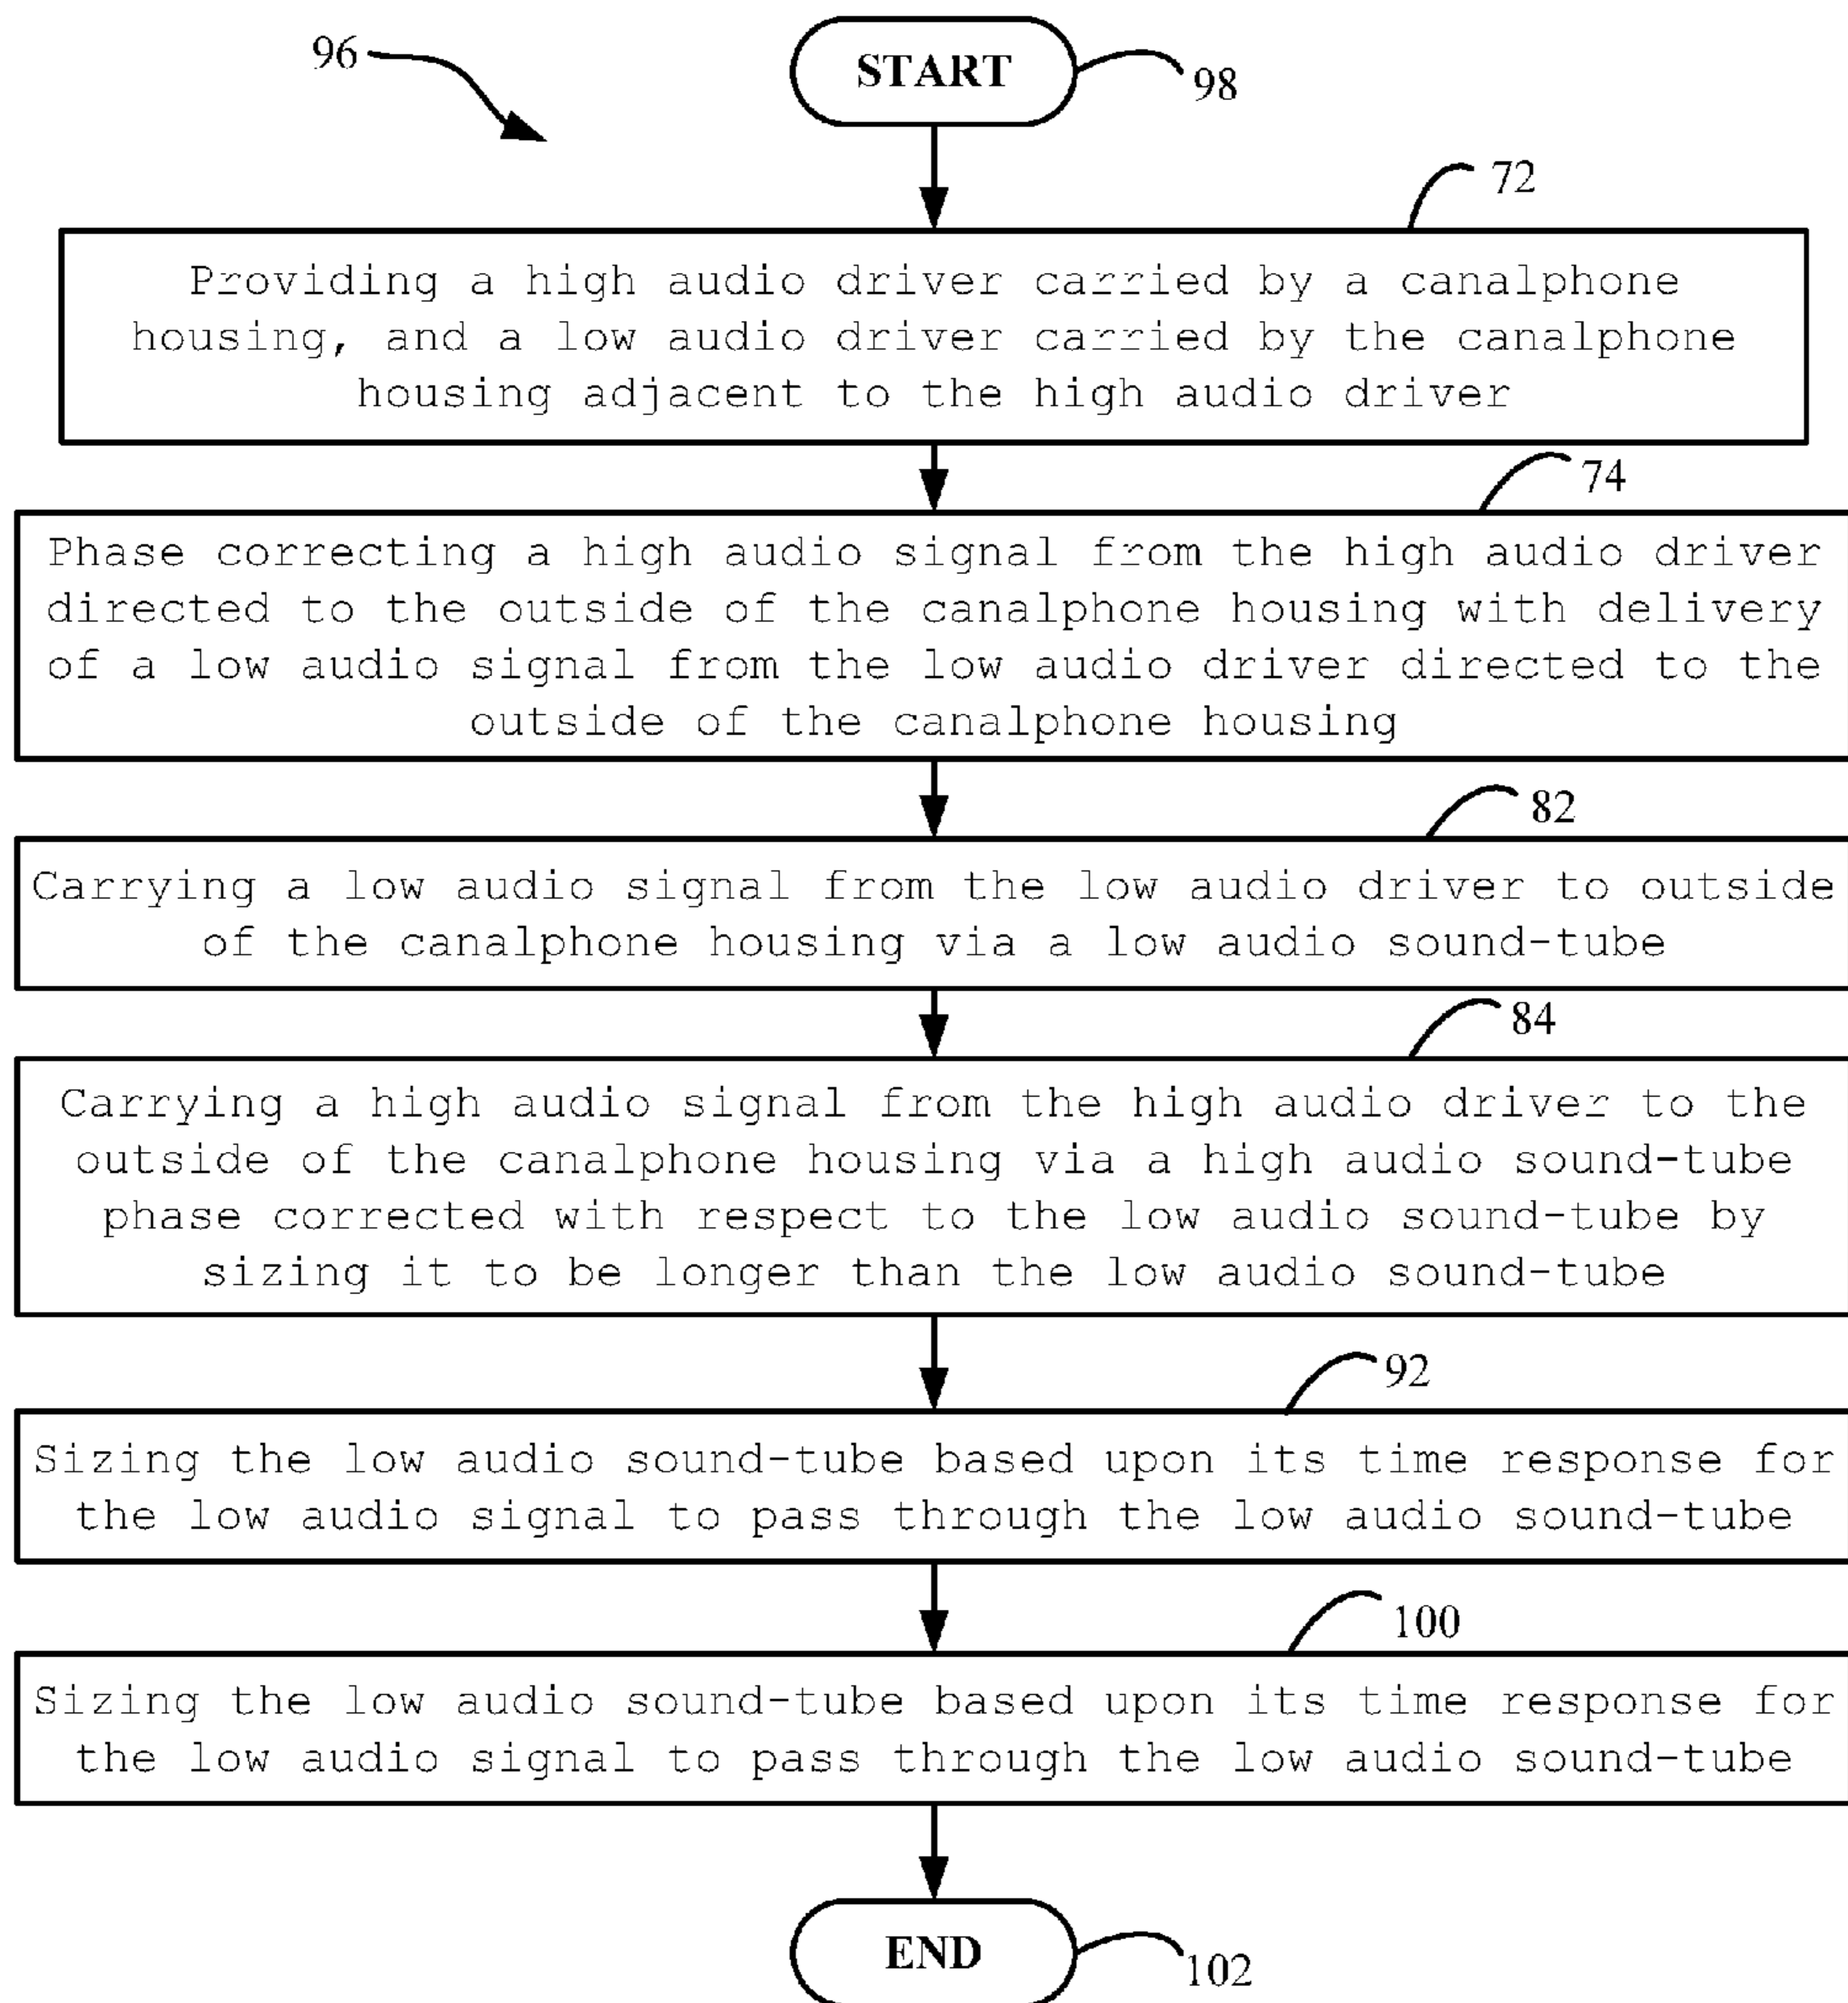 96
START
98
72
Providing a high audio driver carried by a canalphone
housing, and a low audio driver carried by the canalphone
housing adjacent to the high audio driver
74
Phase correcting a high audio signal from the high audio driver
directed to the outside of the canalphone housing with delivery
of a low audio signal from the low audio driver directed to the
outside of the canalphone housing
82
Carrying a low audio signal from the low audio driver to outside
of the canalphone housing via a low audio sound-tube
84
Carrying a high audio signal from the high audio driver to the
outside of the canalphone housing via a high audio sound-tube
phase corrected with respect to the low audio sound-tube by
sizing it to be longer than the low audio sound-tube
92
Sizing the low audio sound-tube based upon its time response for
the low audio signal to pass through the low audio sound-tube
100
Sizing the low audio sound-tube based upon its time response for
the low audio signal to pass through the low audio sound-tube
END
102